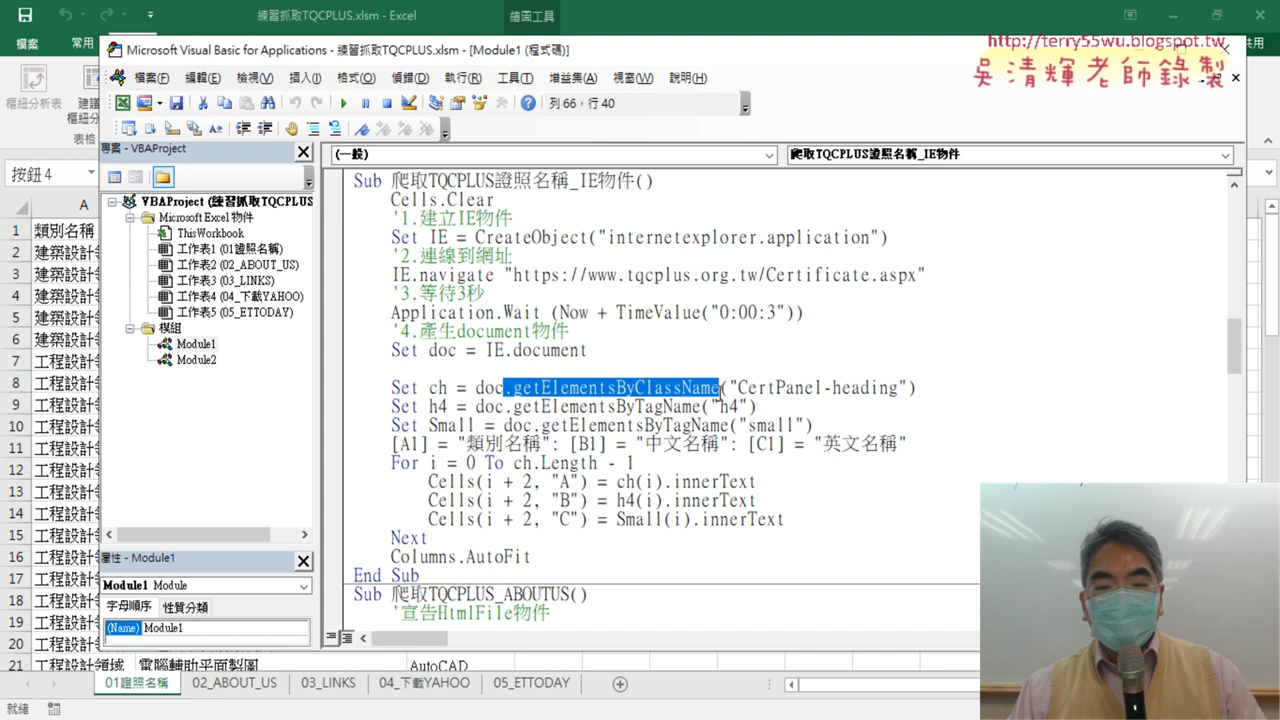 練習抓取TQCPLUS.xlsm - Excel
繪圖工具
檔案
常用
共用
樞紐分析表
建議
樞紐分
表格
按鈕 4
http://terry55wu.blogspot.tw
吳清輝老師錄製
Microsoft Visual Basic for Applications - 練習抓取TQCPLUS.xlsm - [Module1 (程式碼)]
檔案(F) 編輯(E) 檢視(V) 插入(I) 格式(O) 偵錯(D) 執行(R) 工具(T) 增益集(A) 視窗(W) 說明(H)
列 66，行 40
專案 - VBAProject
VBAProject (練習抓取TQCPLUS
Microsoft Excel 物件
ThisWorkbook
工作表1 (01證照名稱)
工作表2 (02_ABOUT_US)
工作表3 (03_LINKS)
工作表4 (04_下載YAHOO)
工作表5 (05_ETTODAY)
模組
Module1
Module2
屬性 - Module1
Module1 Module
字母順序 性質分類
(Name) Module1
(一般)
爬取TQCPLUS證照名稱_IE物件
Sub 爬取TQCPLUS證照名稱_IE物件()
Cells.Clear
'1.建立IE物件
Set IE = CreateObject("internetexplorer.application")
'2.連線到網址
IE.navigate "https://www.tqcplus.org.tw/Certificate.aspx"
'3.等待3秒
Application.Wait (Now + TimeValue("0:00:3"))
'4.產生document物件
Set doc = IE.document
Set ch = doc.getElementsByClassName("CertPanel-heading")
Set h4 = doc.getElementsByTagName("h4")
Set Small = doc.getElementsByTagName("small")
[A1] = "類別名稱": [B1] = "中文名稱": [C1] = "英文名稱"
For i = 0 To ch.Length - 1
Cells(i + 2, "A") = ch(i).innerText
Cells(i + 2, "B") = h4(i).innerText
Cells(i + 2, "C") = Small(i).innerText
Next
Columns.AutoFit
End Sub
Sub 爬取TQCPLUS_ABOUTUS()
'宣告HtmlFile物件
A
1 類別名稱
2 建築設計
3 建築設計
4 建築設計
5 建築設計
6 建築設計
7 工程設計
8 工程設計
9 工程設計
10 工程設計
11 工程設計
12 工程設計
13 工程設計
14 工程設計
15 工程設計
16 工程設計
17 工程設計
18 工程設計
19 工程設計
20 工程設計
21 工程設計領域 電腦輔助平面製圖 AutoCAD
01證照名稱 02_ABOUT_US 03_LINKS 04_下載YAHOO 05_ETTODAY
就緒